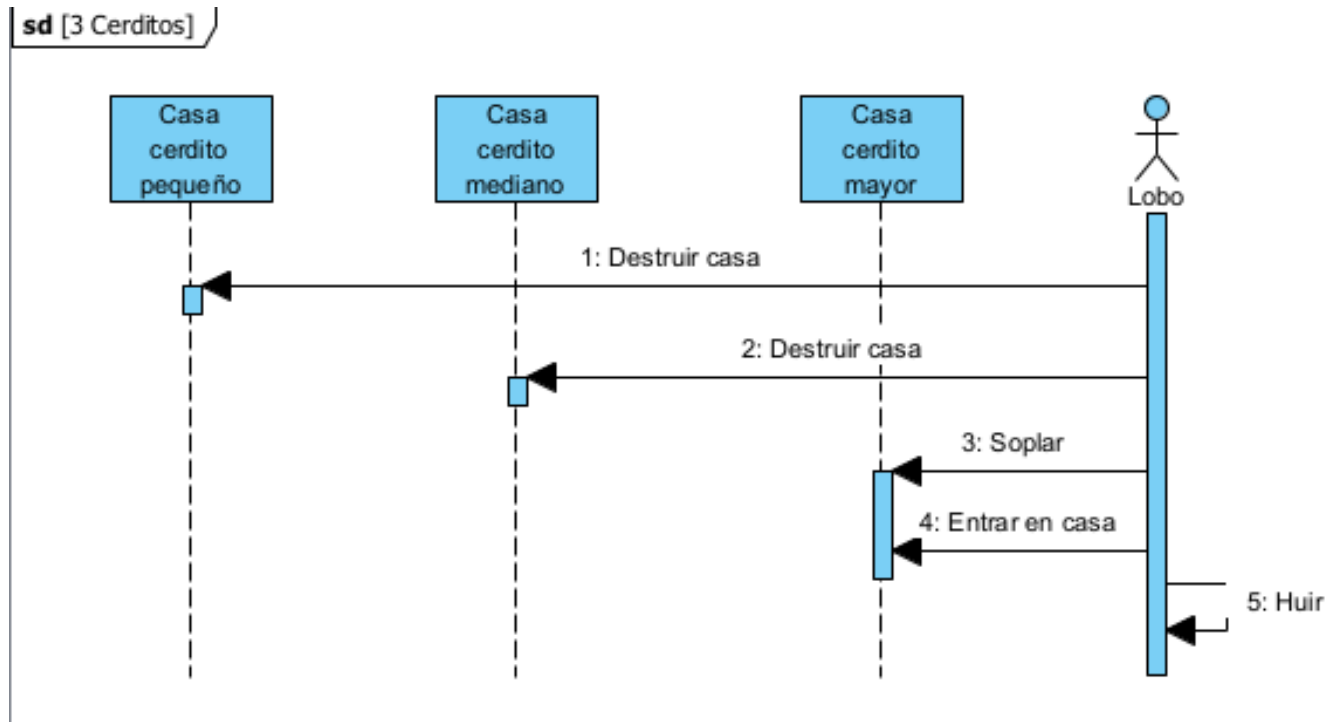 sd [3 Cerditos]
Casa
cerdito
pequeño
Casa
cerdito
mediano
Casa
cerdito
mayor
Lobo
1: Destruir casa
2: Destruir casa
3: Soplar
4: Entrar en casa
5: Huir